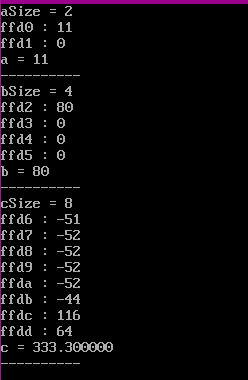 aSize = 2
ffd0 : 11
ffd1 : 0
a = 11
----------
bSize = 4
ffd2 : 80
ffd3 : 0
ffd4 : 0
ffd5 : 0
b = 80
----------
cSize = 8
ffd6 : -51
ffd7 : -52
ffd8 : -52
ffd9 : -52
ffda : -52
ffdb : -44
ffdc : 116
ffdd : 64
c = 333.300000
----------